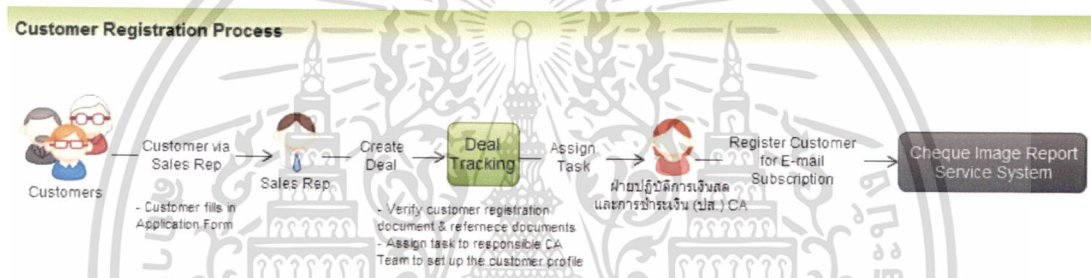 Customer Registration Process
Customers
Customer via
Sales Rep
- Customer fills in
Application Form
Sales Rep
Create
Deal
Deal
Tracking
- Verify customer registration
document & refernece documents
- Assign task to responsible CA
Team to set up the customer profile
Assign
Task
ฝ่ายปฏิบัติการเงินสด
และการชำระเงิน (ปส.) CA
Register Customer
for E-mail
Subscription
Cheque Image Report
Service System